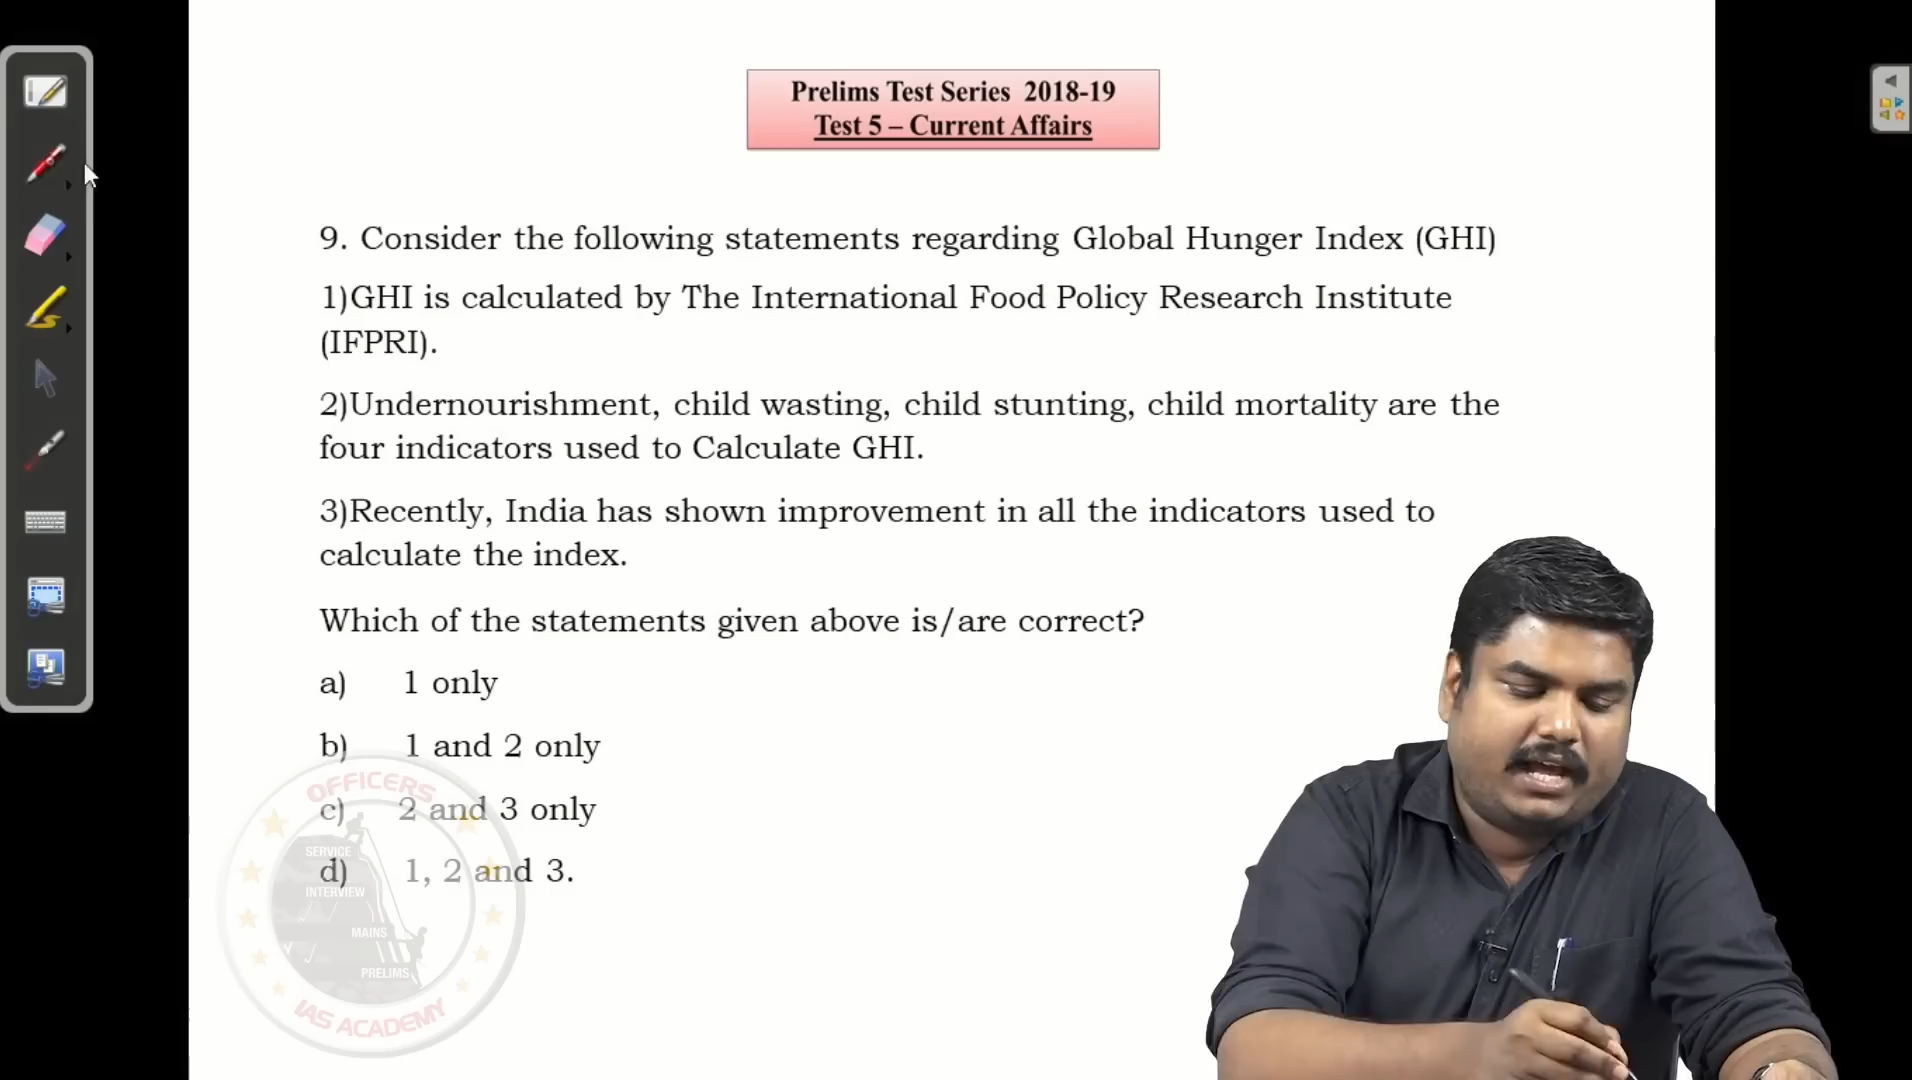 Prelims Test Series 2018-19
Test 5 – Current Affairs
9. Consider the following statements regarding Global Hunger Index (GHI)
1)GHI is calculated by The International Food Policy Research Institute
(IFPRI).
2)Undernourishment, child wasting, child stunting, child mortality are the
four indicators used to Calculate GHI.
3)Recently, India has shown improvement in all the indicators used to
calculate the index.
Which of the statements given above is/are correct?
a) 1 only
b) 1 and 2 only
c) 2 and 3 only
d) 1, 2 and 3.
OFFICERS
SERVICE
INTERVIEW
MAINS
PRELIMS
IAS ACADEMY